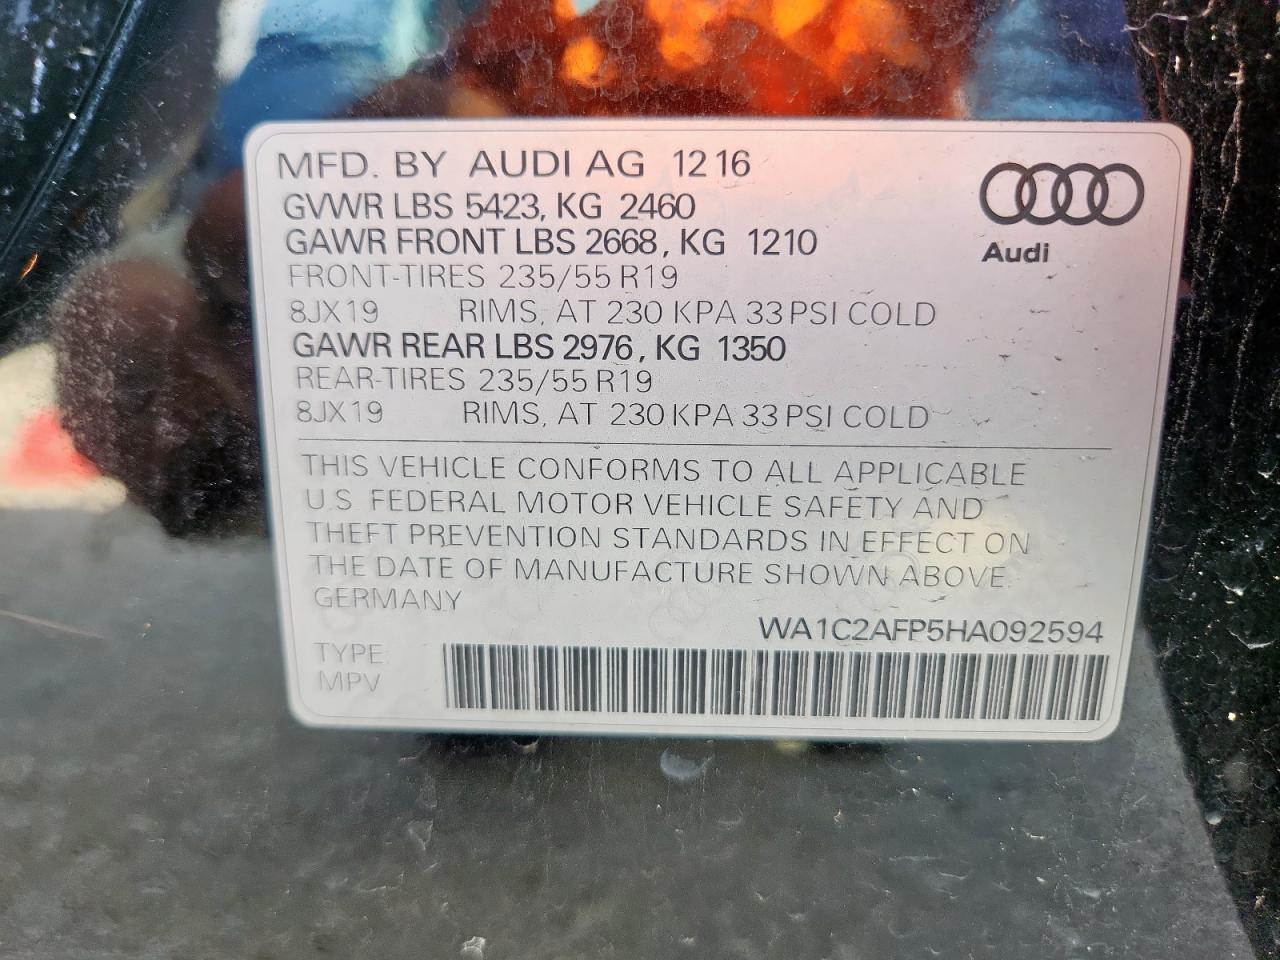 MFD. BY AUDI AG 12 16
GVWR LBS 5423, KG 2460
GAWR FRONT LBS 2668, KG 1210
FRONT-TIRES 235/55 R19
8JX19 RIMS, AT 230 KPA 33 PSI COLD
GAWR REAR LBS 2976, KG 1350
REAR-TIRES 235/55 R19
8JX19 RIMS, AT 230 KPA 33 PSI COLD
Audi
THIS VEHICLE CONFORMS TO ALL APPLICABLE
U.S. FEDERAL MOTOR VEHICLE SAFETY AND
THEFT PREVENTION STANDARDS IN EFFECT ON
THE DATE OF MANUFACTURE SHOWN ABOVE.
GERMANY
WA1C2AFP5HA092594
TYPE:
MPV